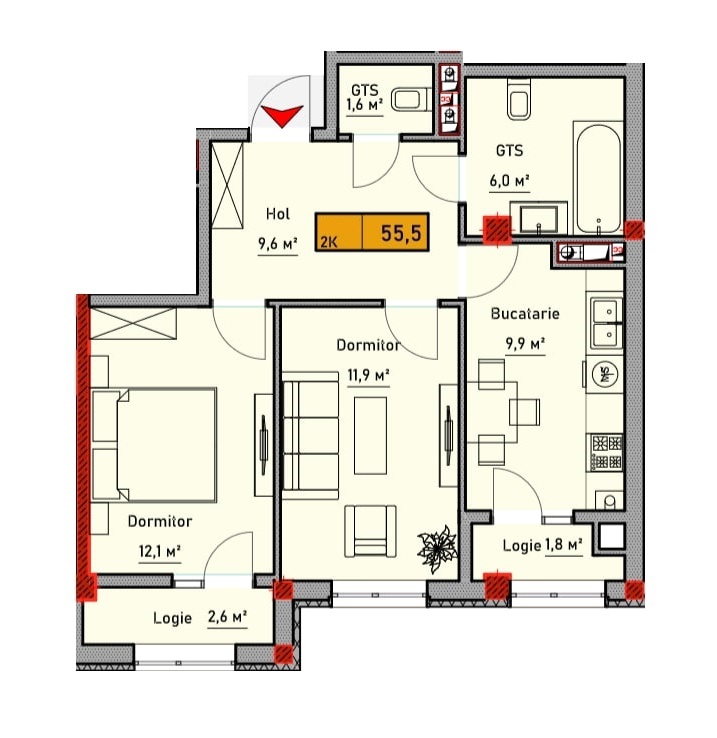 GTS
1,6 м²
GTS
6,0 м²
Hol
9,6 м²
2K 55,5
Bucatarie
9,9 м²
Dormitor
11,9 м²
Dormitor
12,1 м²
Logie 1,8 м²
Logie 2,6 м²